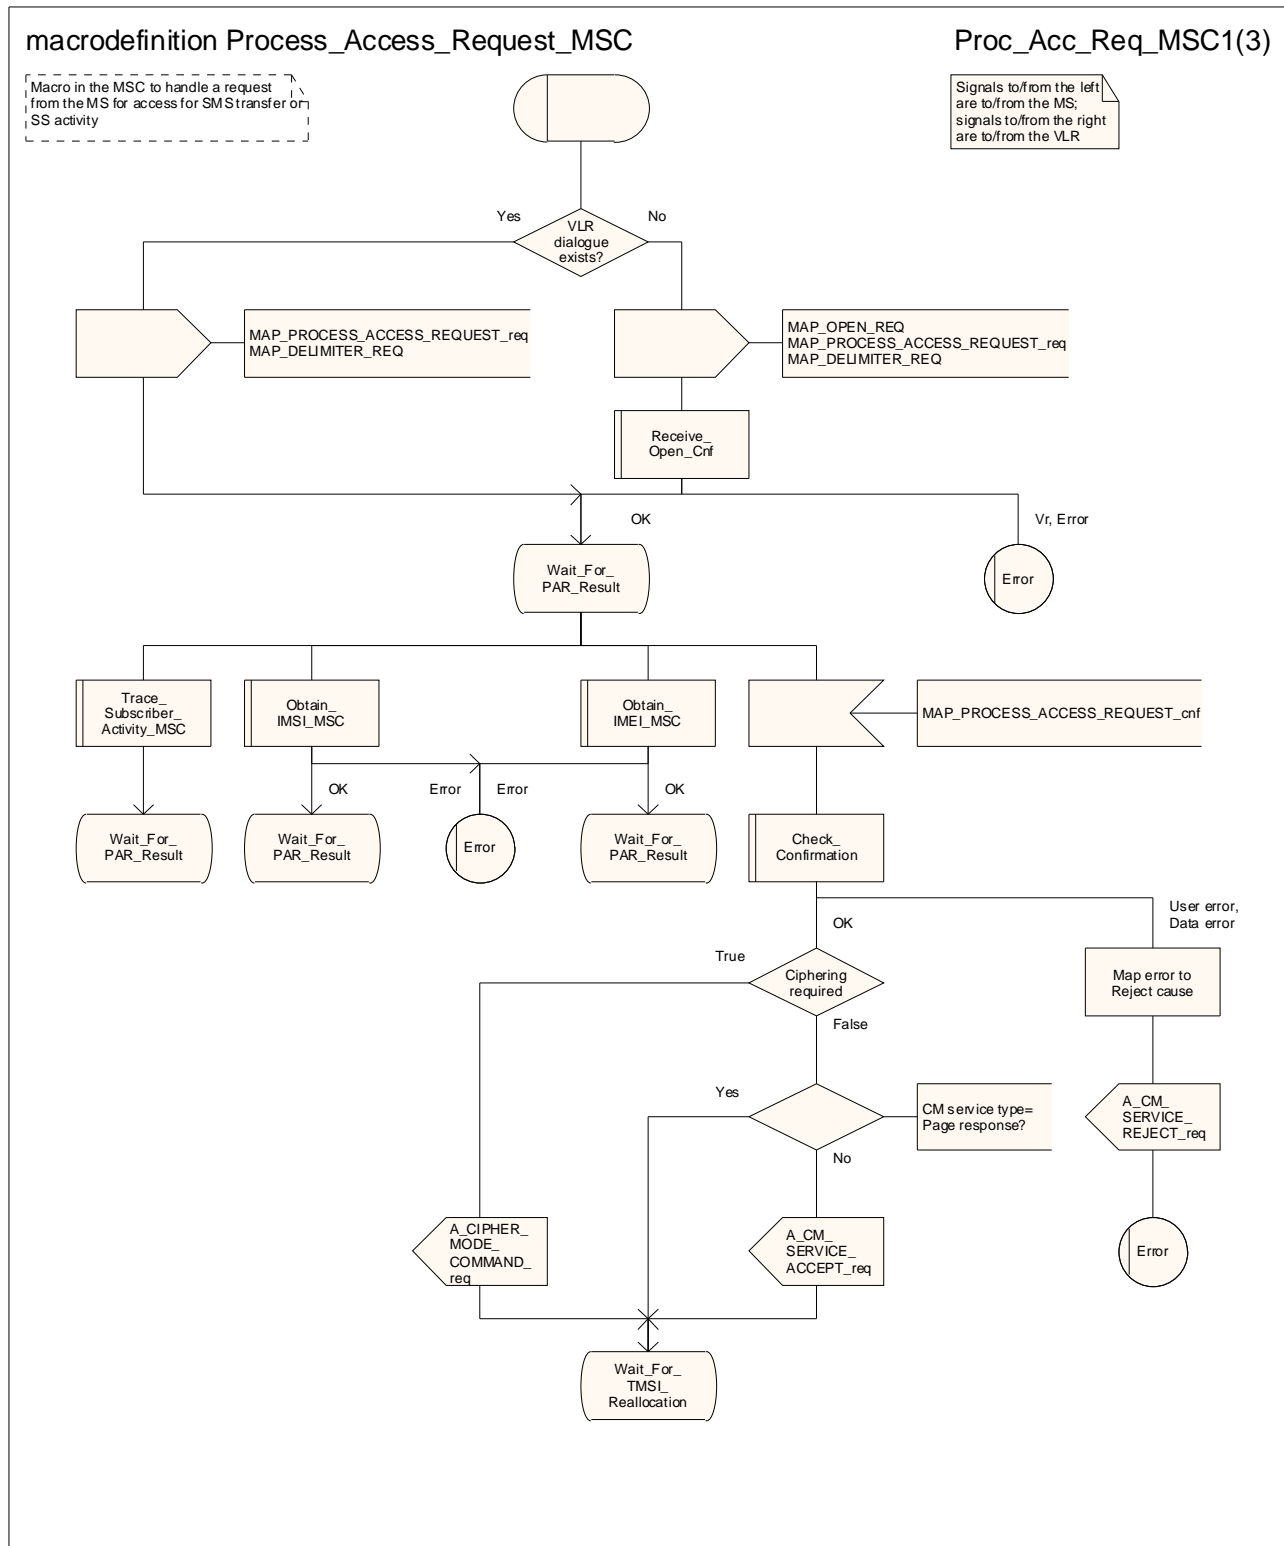 macrodefinition Process_Access_Request_MSC
Proc_Acc_Req_MSC1(3)
Macro in the MSC to handle a request
from the MS for access for SMS transfer or
SS activity
Signals to/from the left
are to/from the MS;
signals to/from the right
are to/from the VLR
Yes
VLR
dialogue
exists?
No
MAP_PROCESS_ACCESS_REQUEST_req
MAP_DELIMITER_REQ
MAP_OPEN_REQ
MAP_PROCESS_ACCESS_REQUEST_req
MAP_DELIMITER_REQ
Receive_
Open_Cnf
OK
Vr, Error
Wait_For_
PAR_Result
Error
Trace_
Subscriber_
Activity_MSC
Obtain_
IMSI_MSC
Obtain_
IMEI_MSC
MAP_PROCESS_ACCESS_REQUEST_cnf
OK
Error
Error
OK
Wait_For_
PAR_Result
Wait_For_
PAR_Result
Error
Wait_For_
PAR_Result
Check_
Confirmation
User error,
Data error
OK
True
Ciphering
required
Map error to
Reject cause
False
Yes
CM service type=
Page response?
A_CM_
SERVICE_
REJECT_req
No
A_CIPHER_
MODE_
COMMAND_
req
A_CM_
SERVICE_
ACCEPT_req
Error
Wait_For_
TMSI_
Reallocation